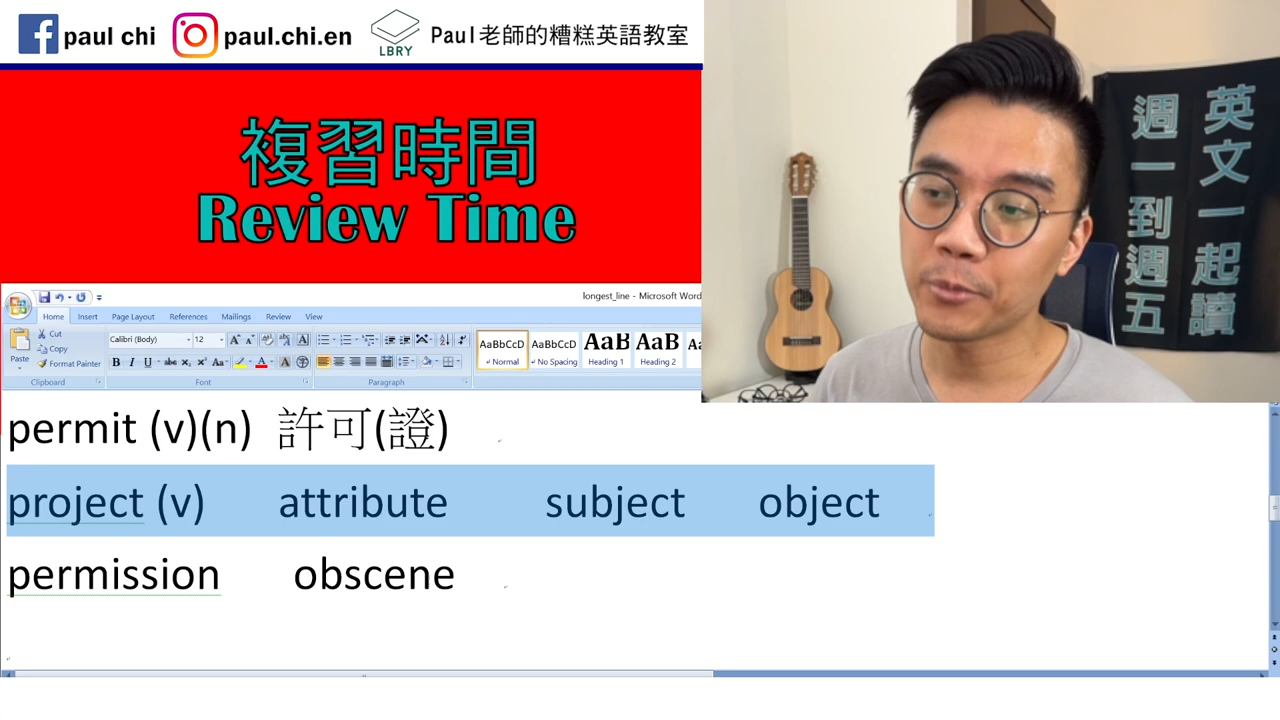 paul chi
paul.chi.en
LBRY
Paul老師的糟糕英語教室
複習時間
Review Time
longest_line - Microsoft Word
Home Insert Page Layout References Mailings Review View
Paste
Cut
Copy
Format Painter
Clipboard
Calibri (Body) 12
Font
Paragraph
AaBbCcD AaBbCcD AaBb AaBb
Normal No Spacing Heading 1 Heading 2
permit (v)(n) 許可(證)
project (v) attribute subject object
permission obscene
英文一起讀
週一到週五